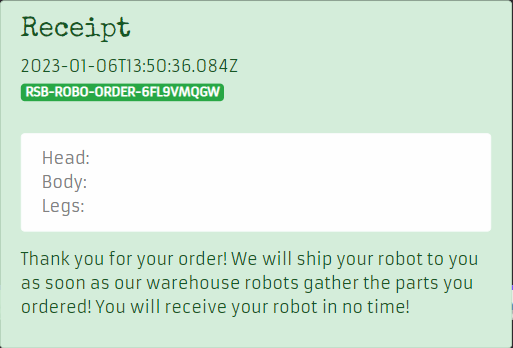 Receipt
2023-01-06T13:50:36.084Z
RSB-ROBO-ORDER-6FL9VMQGW
Head:
Body:
Legs:
Thank you for your order! We will ship your robot to you
as soon as our warehouse robots gather the parts you
ordered! You will receive your robot in no time!